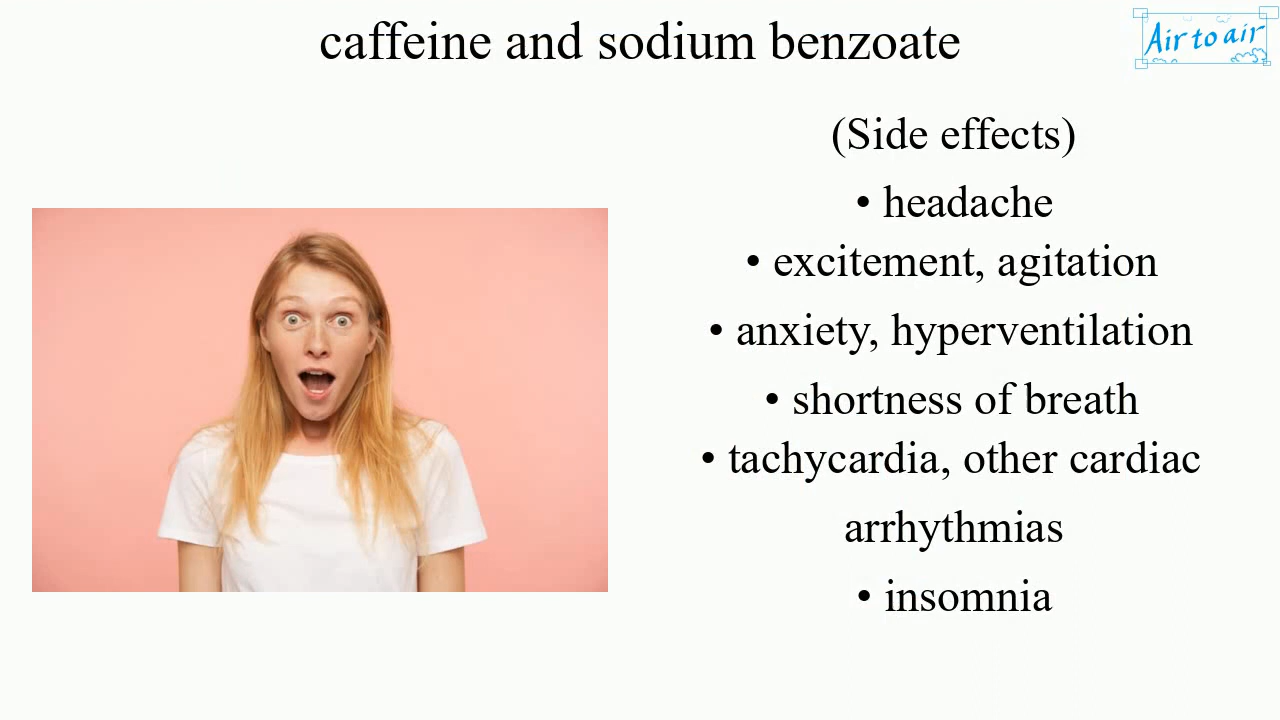 caffeine and sodium benzoate
Air to air
(Side effects)
• headache
• excitement, agitation
• anxiety, hyperventilation
• shortness of breath
• tachycardia, other cardiac
arrhythmias
• insomnia